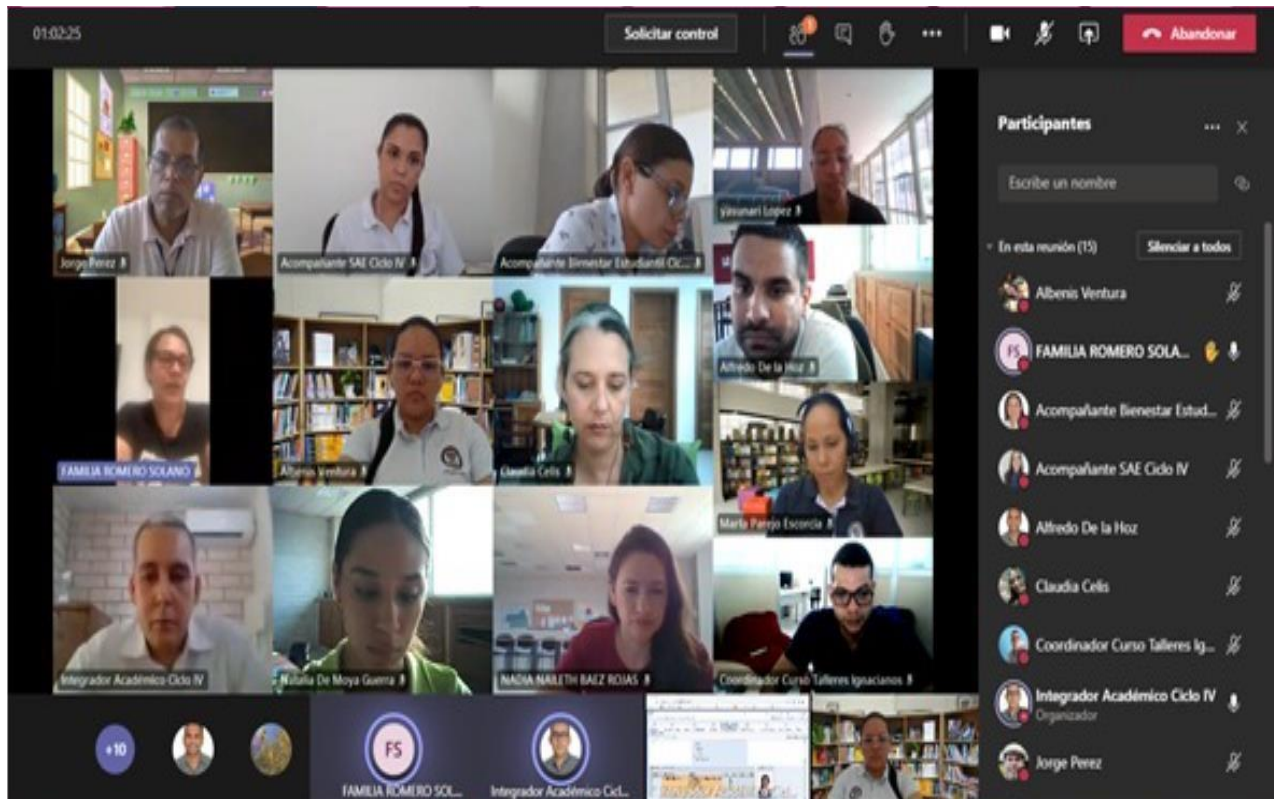 01:02:25
Solicitar control
Abandonar
Jorge Perez
Acompañante SAE Ciclo IV
Acompañante Bienestar Estudiantil Cic...
yasunari Lopez
FAMILIA ROMERO SOLANO
Albenis Ventura
Claudia Celis
Alfredo De la Hoz
María Parejo Escorcia
Integrador Académico Ciclo IV
Natalia De Moya Guerra
NADIA NAILETH BAEZ ROJAS
Coordinador Curso Talleres Ignacianos
+10
FS
FAMILIA ROMERO SOL...
Integrador Académico Cicl...
Participantes
Escribe un nombre
En esta reunión (15)
Silenciar a todos
Albenis Ventura
FS
FAMILIA ROMERO SOLA...
Acompañante Bienestar Estud...
Acompañante SAE Ciclo IV
Alfredo De la Hoz
Claudia Celis
Coordinador Curso Talleres Ig...
Integrador Académico Ciclo IV
Organizador
Jorge Perez